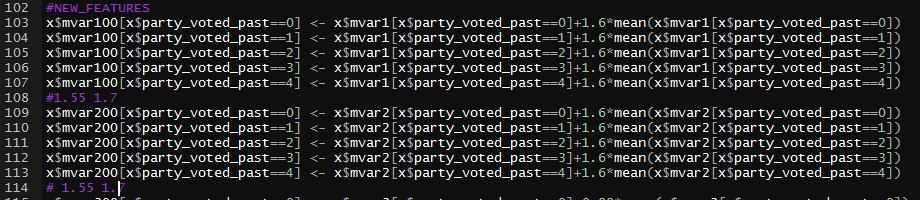 102 #NEW_FEATURES
103 x$mvar100[x$party_voted_past==0] <- x$mvar1[x$party_voted_past==0]+1.6*mean(x$mvar1[x$party_voted_past==0])
104 x$mvar100[x$party_voted_past==1] <- x$mvar1[x$party_voted_past==1]+1.6*mean(x$mvar1[x$party_voted_past==1])
105 x$mvar100[x$party_voted_past==2] <- x$mvar1[x$party_voted_past==2]+1.6*mean(x$mvar1[x$party_voted_past==2])
106 x$mvar100[x$party_voted_past==3] <- x$mvar1[x$party_voted_past==3]+1.6*mean(x$mvar1[x$party_voted_past==3])
107 x$mvar100[x$party_voted_past==4] <- x$mvar1[x$party_voted_past==4]+1.6*mean(x$mvar1[x$party_voted_past==4])
108 #1.55 1.7
109 x$mvar200[x$party_voted_past==0] <- x$mvar2[x$party_voted_past==0]+1.6*mean(x$mvar2[x$party_voted_past==0])
110 x$mvar200[x$party_voted_past==1] <- x$mvar2[x$party_voted_past==1]+1.6*mean(x$mvar2[x$party_voted_past==1])
111 x$mvar200[x$party_voted_past==2] <- x$mvar2[x$party_voted_past==2]+1.6*mean(x$mvar2[x$party_voted_past==2])
112 x$mvar200[x$party_voted_past==3] <- x$mvar2[x$party_voted_past==3]+1.6*mean(x$mvar2[x$party_voted_past==3])
113 x$mvar200[x$party_voted_past==4] <- x$mvar2[x$party_voted_past==4]+1.6*mean(x$mvar2[x$party_voted_past==4])
114 # 1.55 1.7